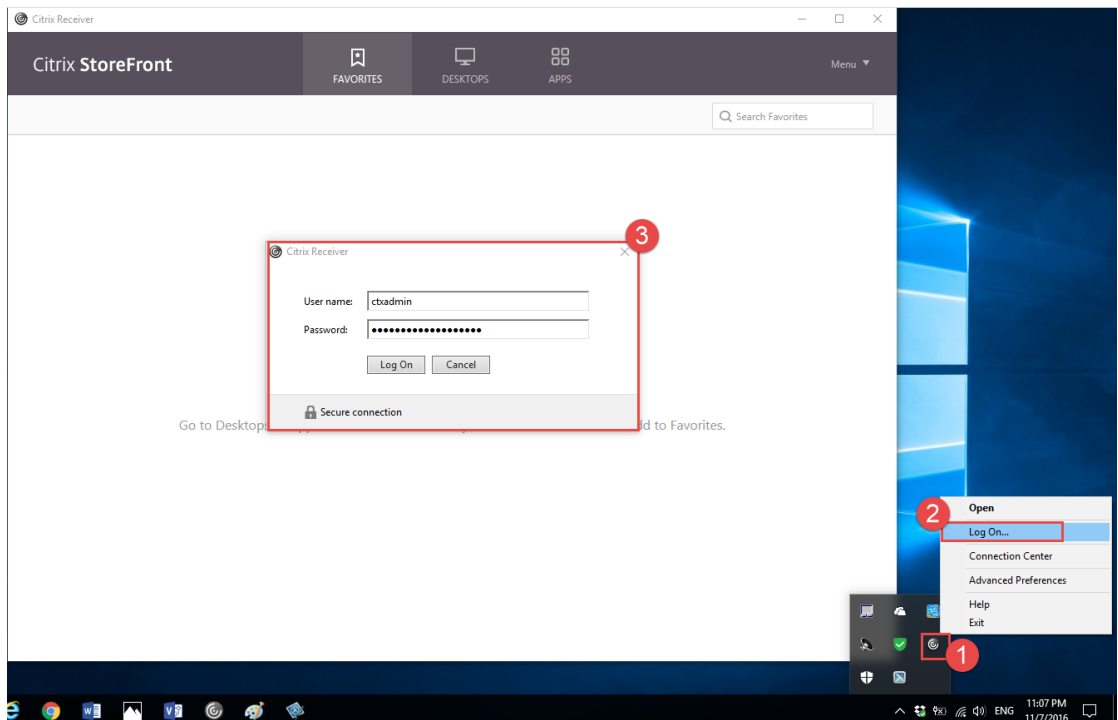 Citrix Receiver
Citrix StoreFront
FAVORITES
DESKTOPS
APPS
Menu
Search Favorites
3
Citrix Receiver
User name:
ctxadmin
Password:
Log On
Cancel
Secure connection
Go to Desktops
dd to Favorites.
2
Open
Log On...
Connection Center
Advanced Preferences
Help
Exit
1
ENG
11:07 PM
11/7/2016